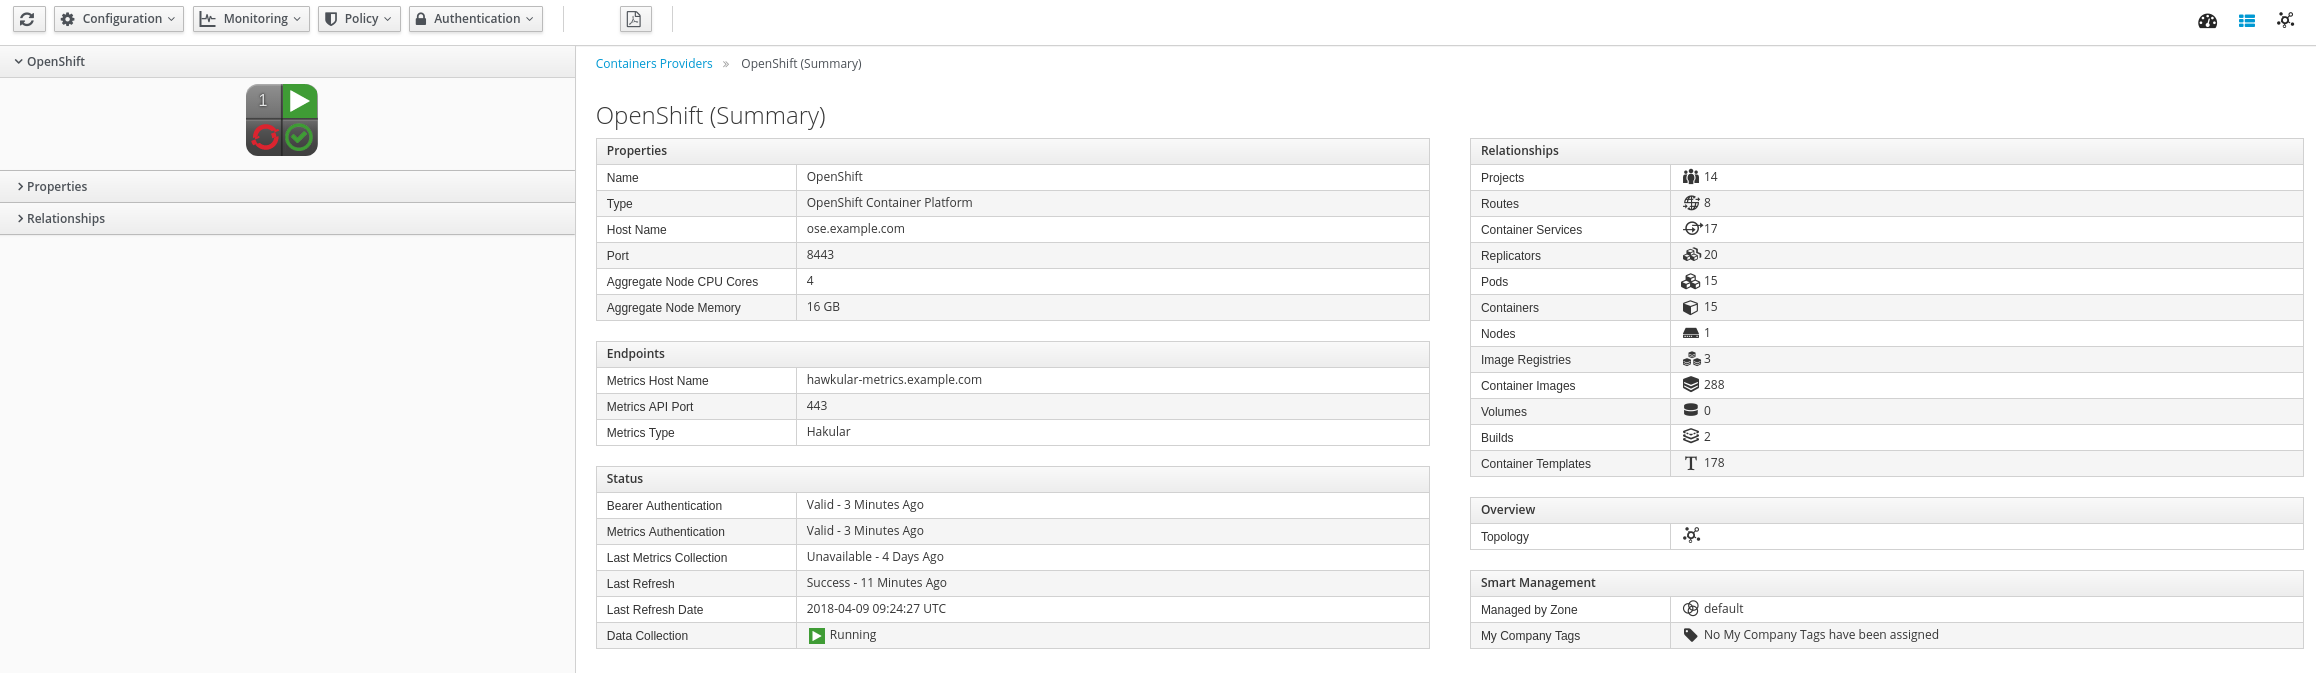 Configuration
Monitoring
Policy
Authentication
OpenShift
1
Properties
Relationships
Containers Providers » OpenShift (Summary)
OpenShift (Summary)
Properties
Name OpenShift
Type OpenShift Container Platform
Host Name ose.example.com
Port 8443
Aggregate Node CPU Cores 4
Aggregate Node Memory 16 GB
Endpoints
Metrics Host Name hawkular-metrics.example.com
Metrics API Port 443
Metrics Type Hakular
Status
Bearer Authentication Valid - 3 Minutes Ago
Metrics Authentication Valid - 3 Minutes Ago
Last Metrics Collection Unavailable - 4 Days Ago
Last Refresh Success - 11 Minutes Ago
Last Refresh Date 2018-04-09 09:24:27 UTC
Data Collection Running
Relationships
Projects 14
Routes 8
Container Services 17
Replicators 20
Pods 15
Containers 15
Nodes 1
Image Registries 3
Container Images 288
Volumes 0
Builds 2
Container Templates 178
Overview
Topology
Smart Management
Managed by Zone default
My Company Tags No My Company Tags have been assigned